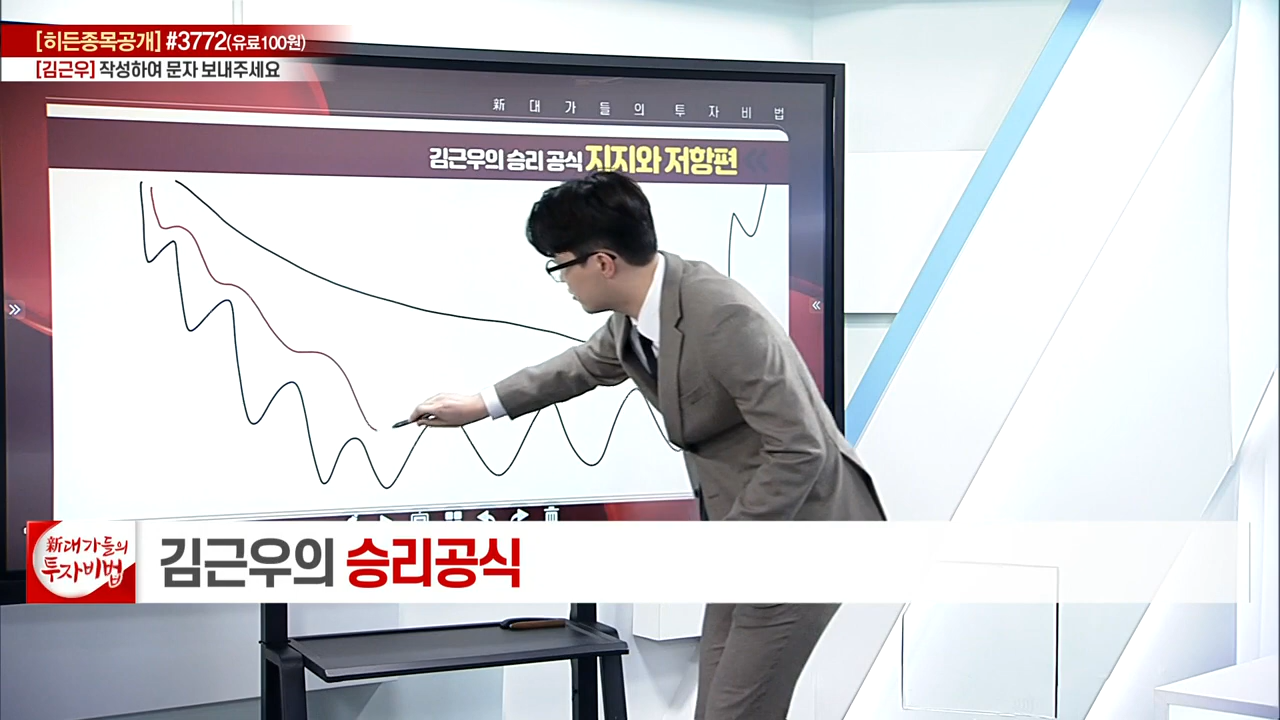 [히든종목공개] #3772(유료100원)
[김근우] 작성하여 문자 보내주세요
新 대 가 들 의 투 자 비 법
김근우의 승리 공식 지지와 저항편
新대가들의
투자비법
김근우의 승리공식